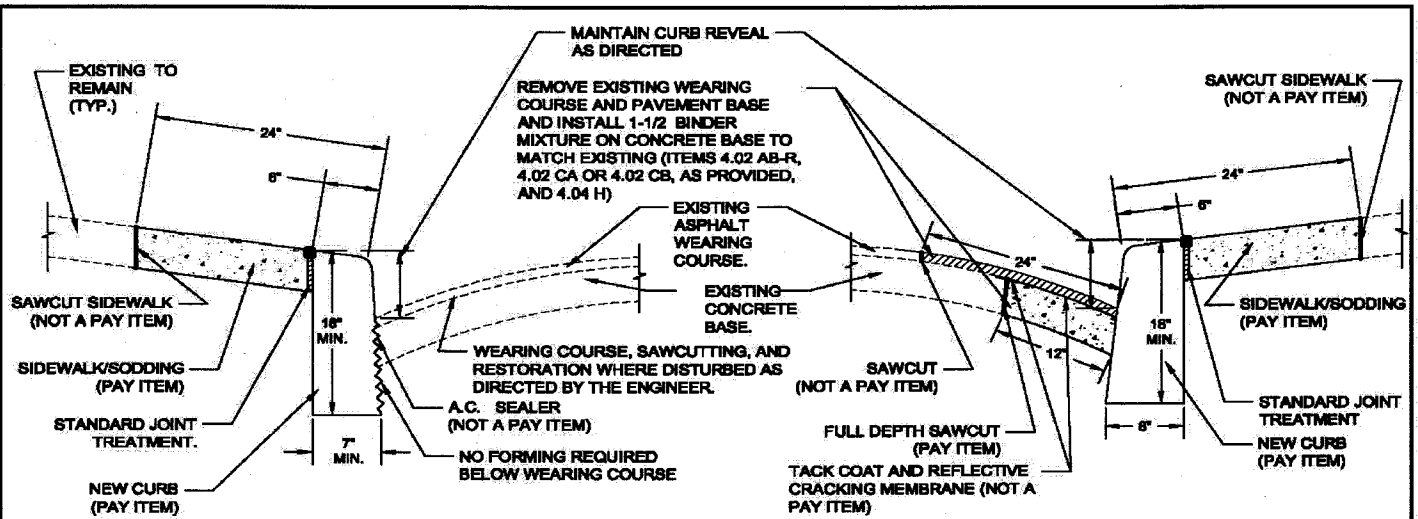 MAINTAIN CURB REVEAL
AS DIRECTED
EXISTING TO
REMAIN
(TYP.)
24"
6"
REMOVE EXISTING WEARING
COURSE AND PAVEMENT BASE
AND INSTALL 1-1/2 BINDER
MIXTURE ON CONCRETE BASE TO
MATCH EXISTING (ITEMS 4.02 AB-R,
4.02 CA OR 4.02 CB, AS PROVIDED,
AND 4.04 H)
SAWCUT SIDEWALK
(NOT A PAY ITEM)
24"
6"
EXISTING
ASPHALT
WEARING
COURSE.
EXISTING
CONCRETE
BASE.
24"
12"
SAWCUT SIDEWALK
(NOT A PAY ITEM)
SIDEWALK/SODDING
(PAY ITEM)
STANDARD JOINT
TREATMENT.
NEW CURB
(PAY ITEM)
18"
MIN.
7"
MIN.
WEARING COURSE, SAWCUTTING, AND
RESTORATION WHERE DISTURBED AS
DIRECTED BY THE ENGINEER.
A.C. SEALER
(NOT A PAY ITEM)
NO FORMING REQUIRED
BELOW WEARING COURSE
SAWCUT
(NOT A PAY ITEM)
FULL DEPTH SAWCUT
(PAY ITEM)
TACK COAT AND REFLECTIVE
CRACKING MEMBRANE (NOT A
PAY ITEM)
18"
MIN.
8"
SIDEWALK/SODDING
(PAY ITEM)
STANDARD JOINT
TREATMENT
NEW CURB
(PAY ITEM)